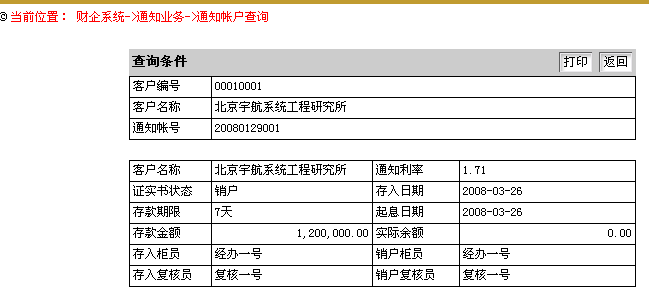 ◎ 当前位置： 财企系统->通知业务->通知帐户查询
查询条件 打印 返回
客户编号 00010001
客户名称 北京宇航系统工程研究所
通知帐号 20080129001
客户名称 北京宇航系统工程研究所 通知利率 1.71
证实书状态 销户 存入日期 2008-03-26
存款期限 7天 起息日期 2008-03-26
存款金额 1,200,000.00 实际余额 0.00
存入柜员 经办一号 销户柜员 经办一号
存入复核员 复核一号 销户复核员 复核一号